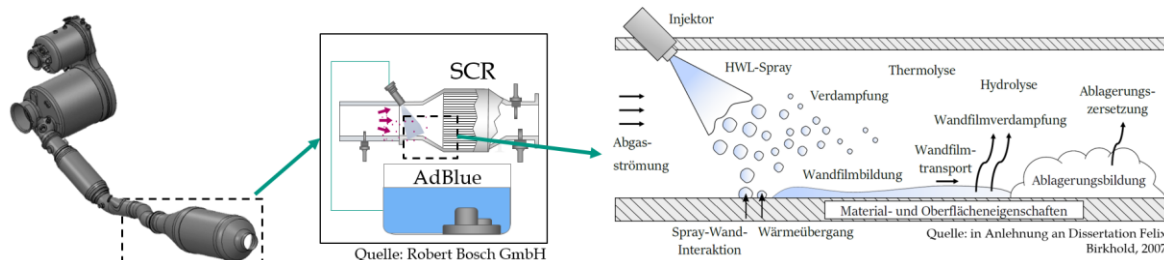 SCR
AdBlue
Quelle: Robert Bosch GmbH
Injektor
HWL-Spray
Thermolyse
Hydrolyse
Ablagerungs-
zersetzung
Verdampfung
Wandfilmverdampfung
Abgas-
strömung
Wandfilm-
transport
Wandfilmbildung
Ablagerungsbildung
Material- und Oberflächeneigenschaften
Spray-Wand-
Interaktion
Wärmeübergang
Quelle: in Anlehnung an Dissertation Felix
Birkhold, 2007